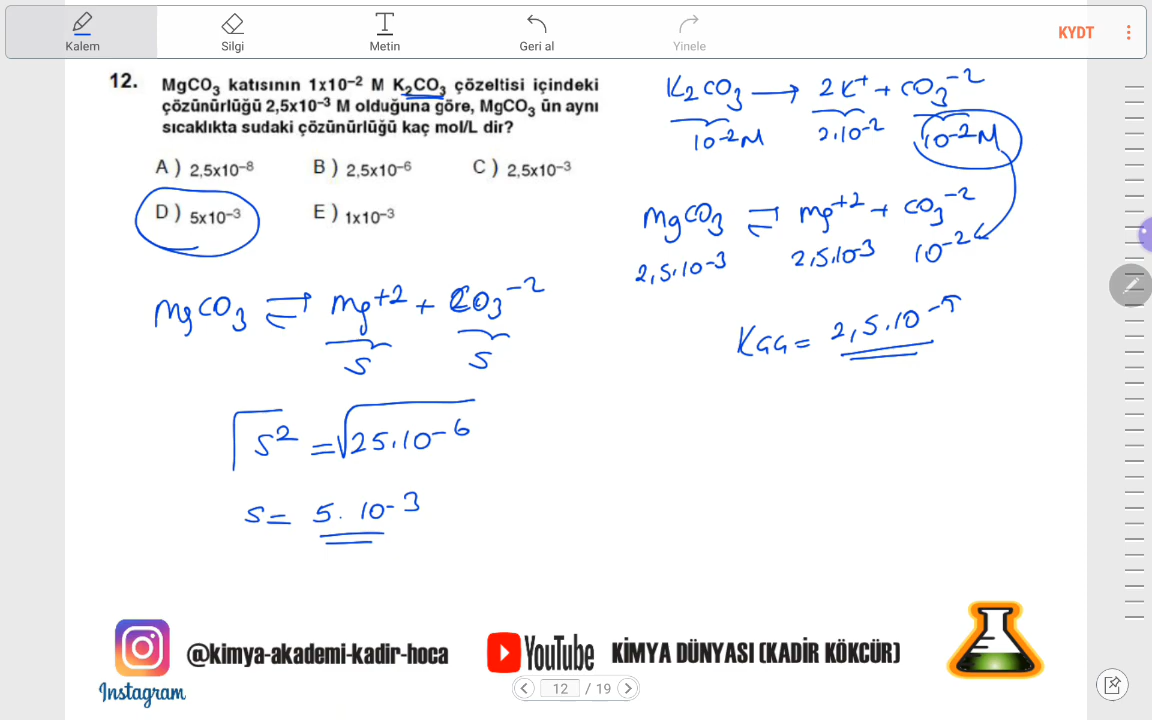 Kalem Silgi Metin Geri al Yinele KYDT
12. MgCO₃ katısının 1x10⁻² M K₂CO₃ çözeltisi içindeki
çözünürlüğü 2,5x10⁻³ M olduğuna göre, MgCO₃ ün aynı
sıcaklıkta sudaki çözünürlüğü kaç mol/L dir?
A ) 2,5x10⁻⁸ B ) 2,5x10⁻⁶ C ) 2,5x10⁻³
D ) 5x10⁻³ E ) 1x10⁻³
K₂CO₃ → 2K⁺ + CO₃⁻²
10⁻²M 2.10⁻² 10⁻²M
MgCO₃ ⇌ Mg⁺² + CO₃⁻²
2,5.10⁻³ 2,5.10⁻³ 10⁻²
Kçç = 2,5.10⁻⁵
MgCO₃ ⇌ Mg⁺² + CO₃⁻²
s s
√s² = √25.10⁻⁶
s = 5. 10⁻³
@kimya-akademi-kadir-hoca
Instagram
YouTube KİMYA DÜNYASI (KADİR KÖKCÜR)
12 / 19